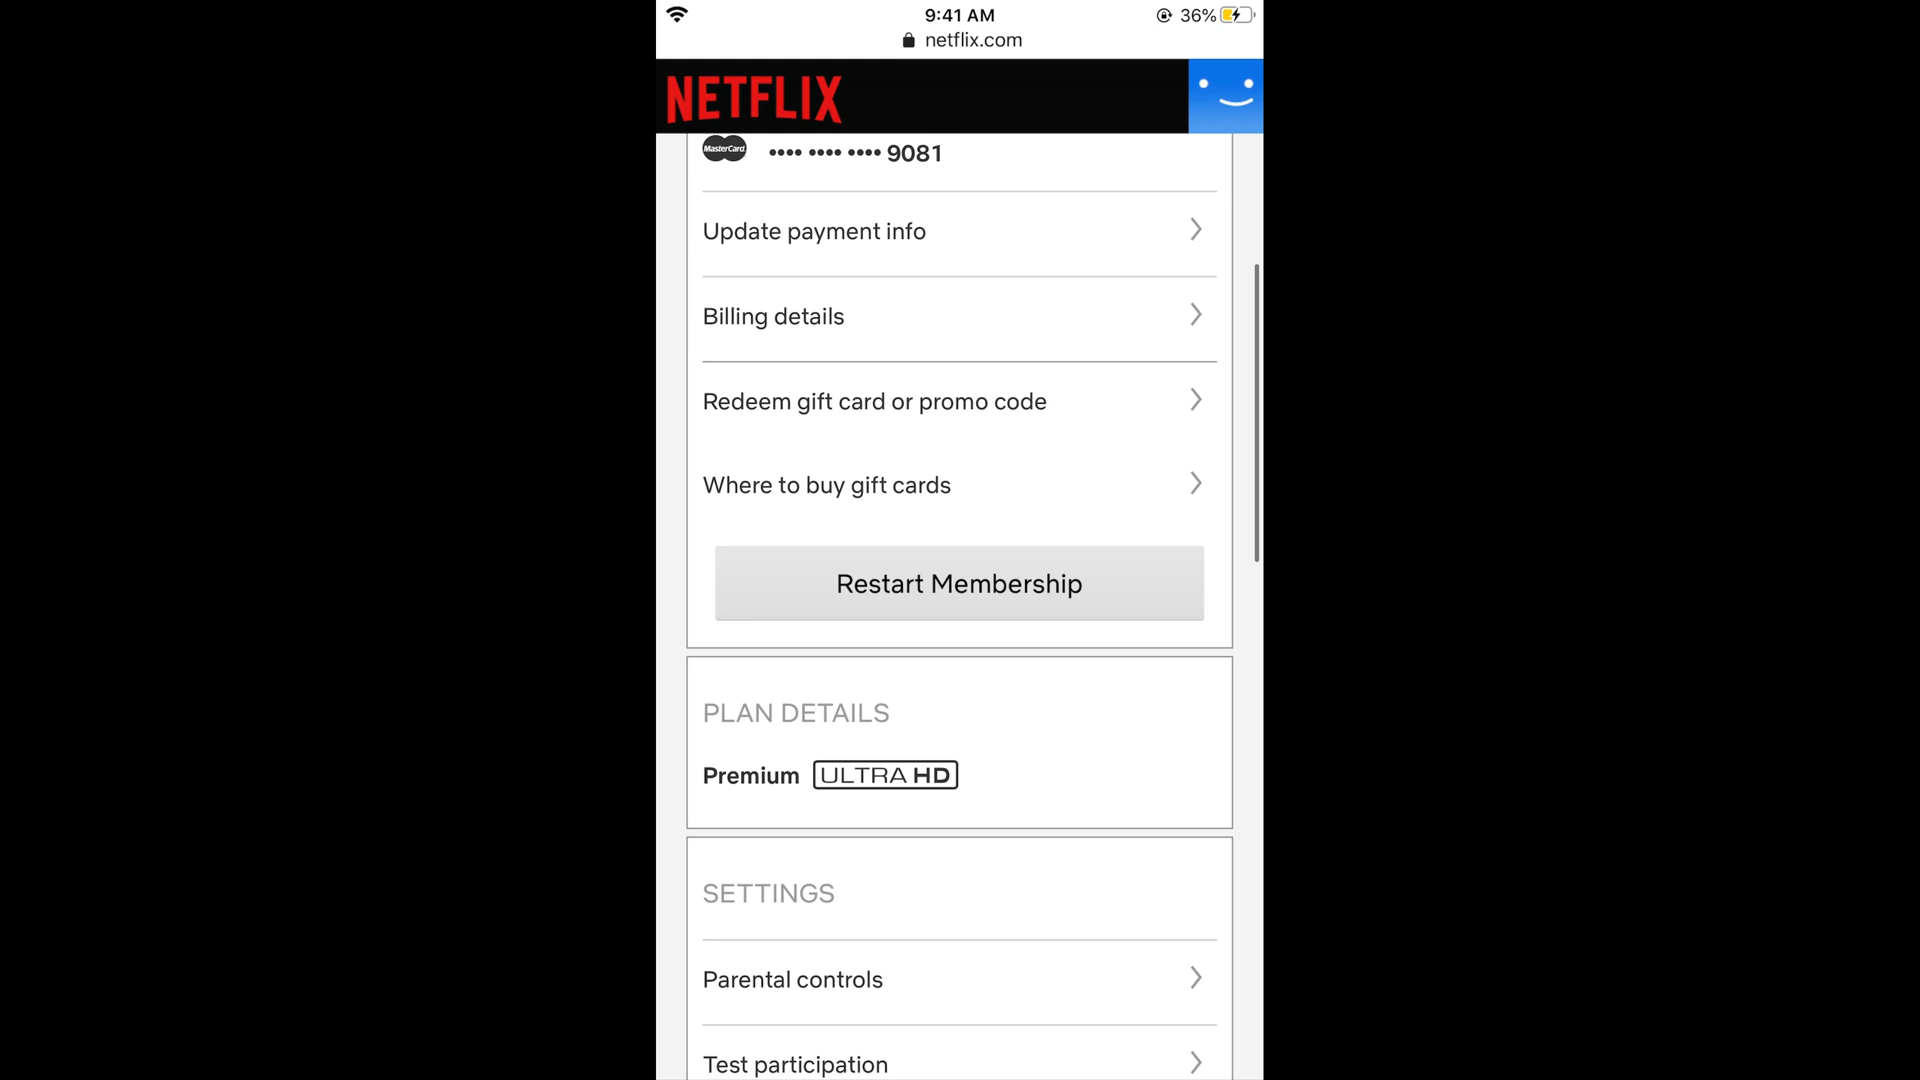 9:41 AM
36%
netflix.com
NETFLIX
MasterCard
•••• •••• •••• 9081
Update payment info
Billing details
Redeem gift card or promo code
Where to buy gift cards
Restart Membership
PLAN DETAILS
Premium ULTRA HD
SETTINGS
Parental controls
Test participation